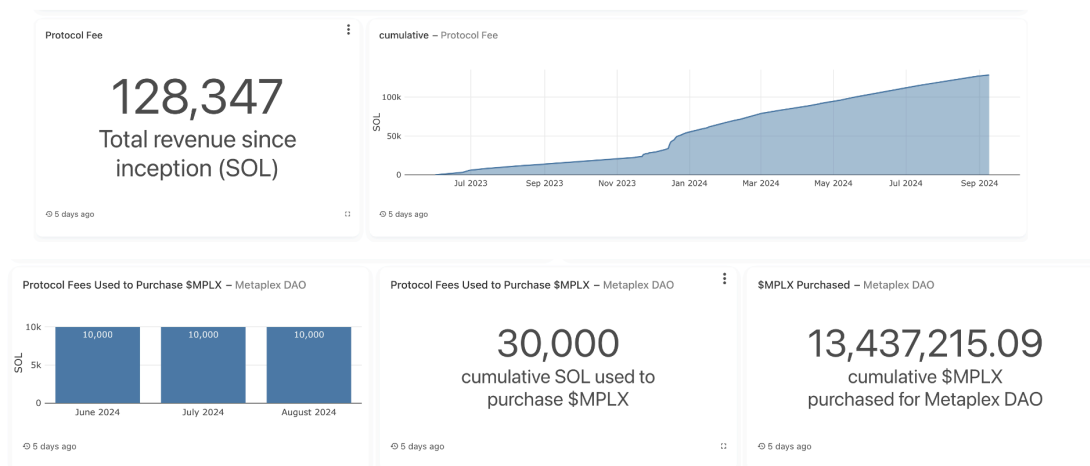 Protocol Fee
128,347
Total revenue since
inception (SOL)
5 days ago
cumulative – Protocol Fee
SOL
100k
50k
0
Jul 2023
Sep 2023
Nov 2023
Jan 2024
Mar 2024
May 2024
Jul 2024
Sep 2024
5 days ago
Protocol Fees Used to Purchase $MPLX – Metaplex DAO
SOL
10k
5k
0
10,000
10,000
10,000
June 2024
July 2024
August 2024
5 days ago
Protocol Fees Used to Purchase $MPLX – Metaplex DAO
30,000
cumulative SOL used to
purchase $MPLX
5 days ago
$MPLX Purchased – Metaplex DAO
13,437,215.09
cumulative $MPLX
purchased for Metaplex DAO
5 days ago